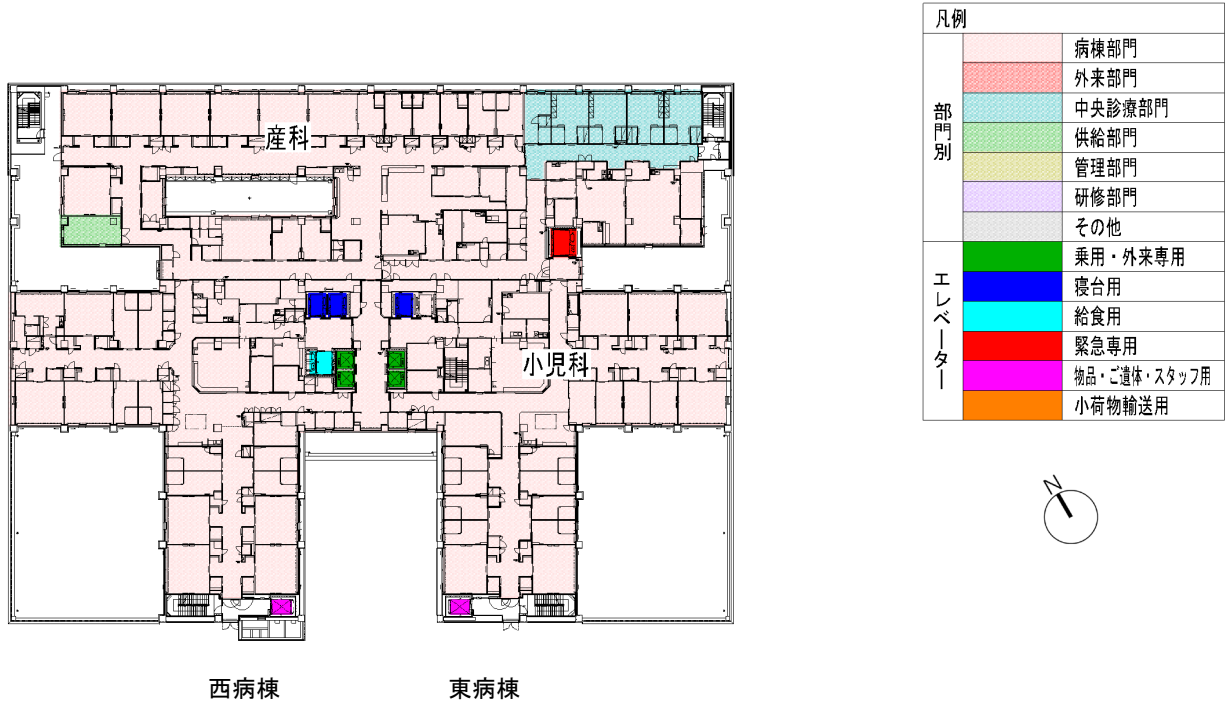 凡例
部門別
病棟部門
外来部門
中央診療部門
供給部門
管理部門
研修部門
その他
エレベーター
乗用・外来専用
寝台用
給食用
緊急専用
物品・ご遺体・スタッフ用
小荷物輸送用
産科
小児科
N
西病棟
東病棟